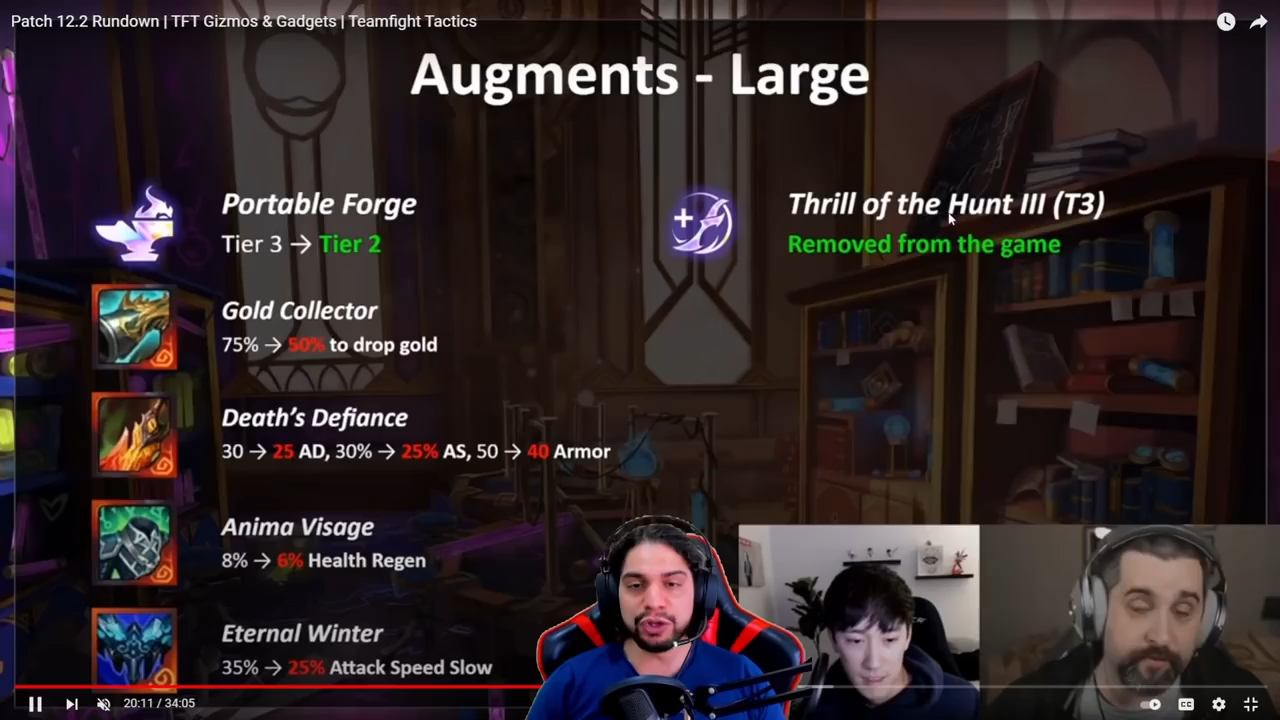 Patch 12.2 Rundown | TFT Gizmos & Gadgets | Teamfight Tactics
Augments - Large
Portable Forge
Tier 3 → Tier 2
Gold Collector
75% → 50% to drop gold
Death's Defiance
30 → 25 AD, 30% → 25% AS, 50 → 40 Armor
Anima Visage
8% → 6% Health Regen
Eternal Winter
35% → 25% Attack Speed Slow
Thrill of the Hunt III (T3)
Removed from the game
20:11 / 34:05
CC